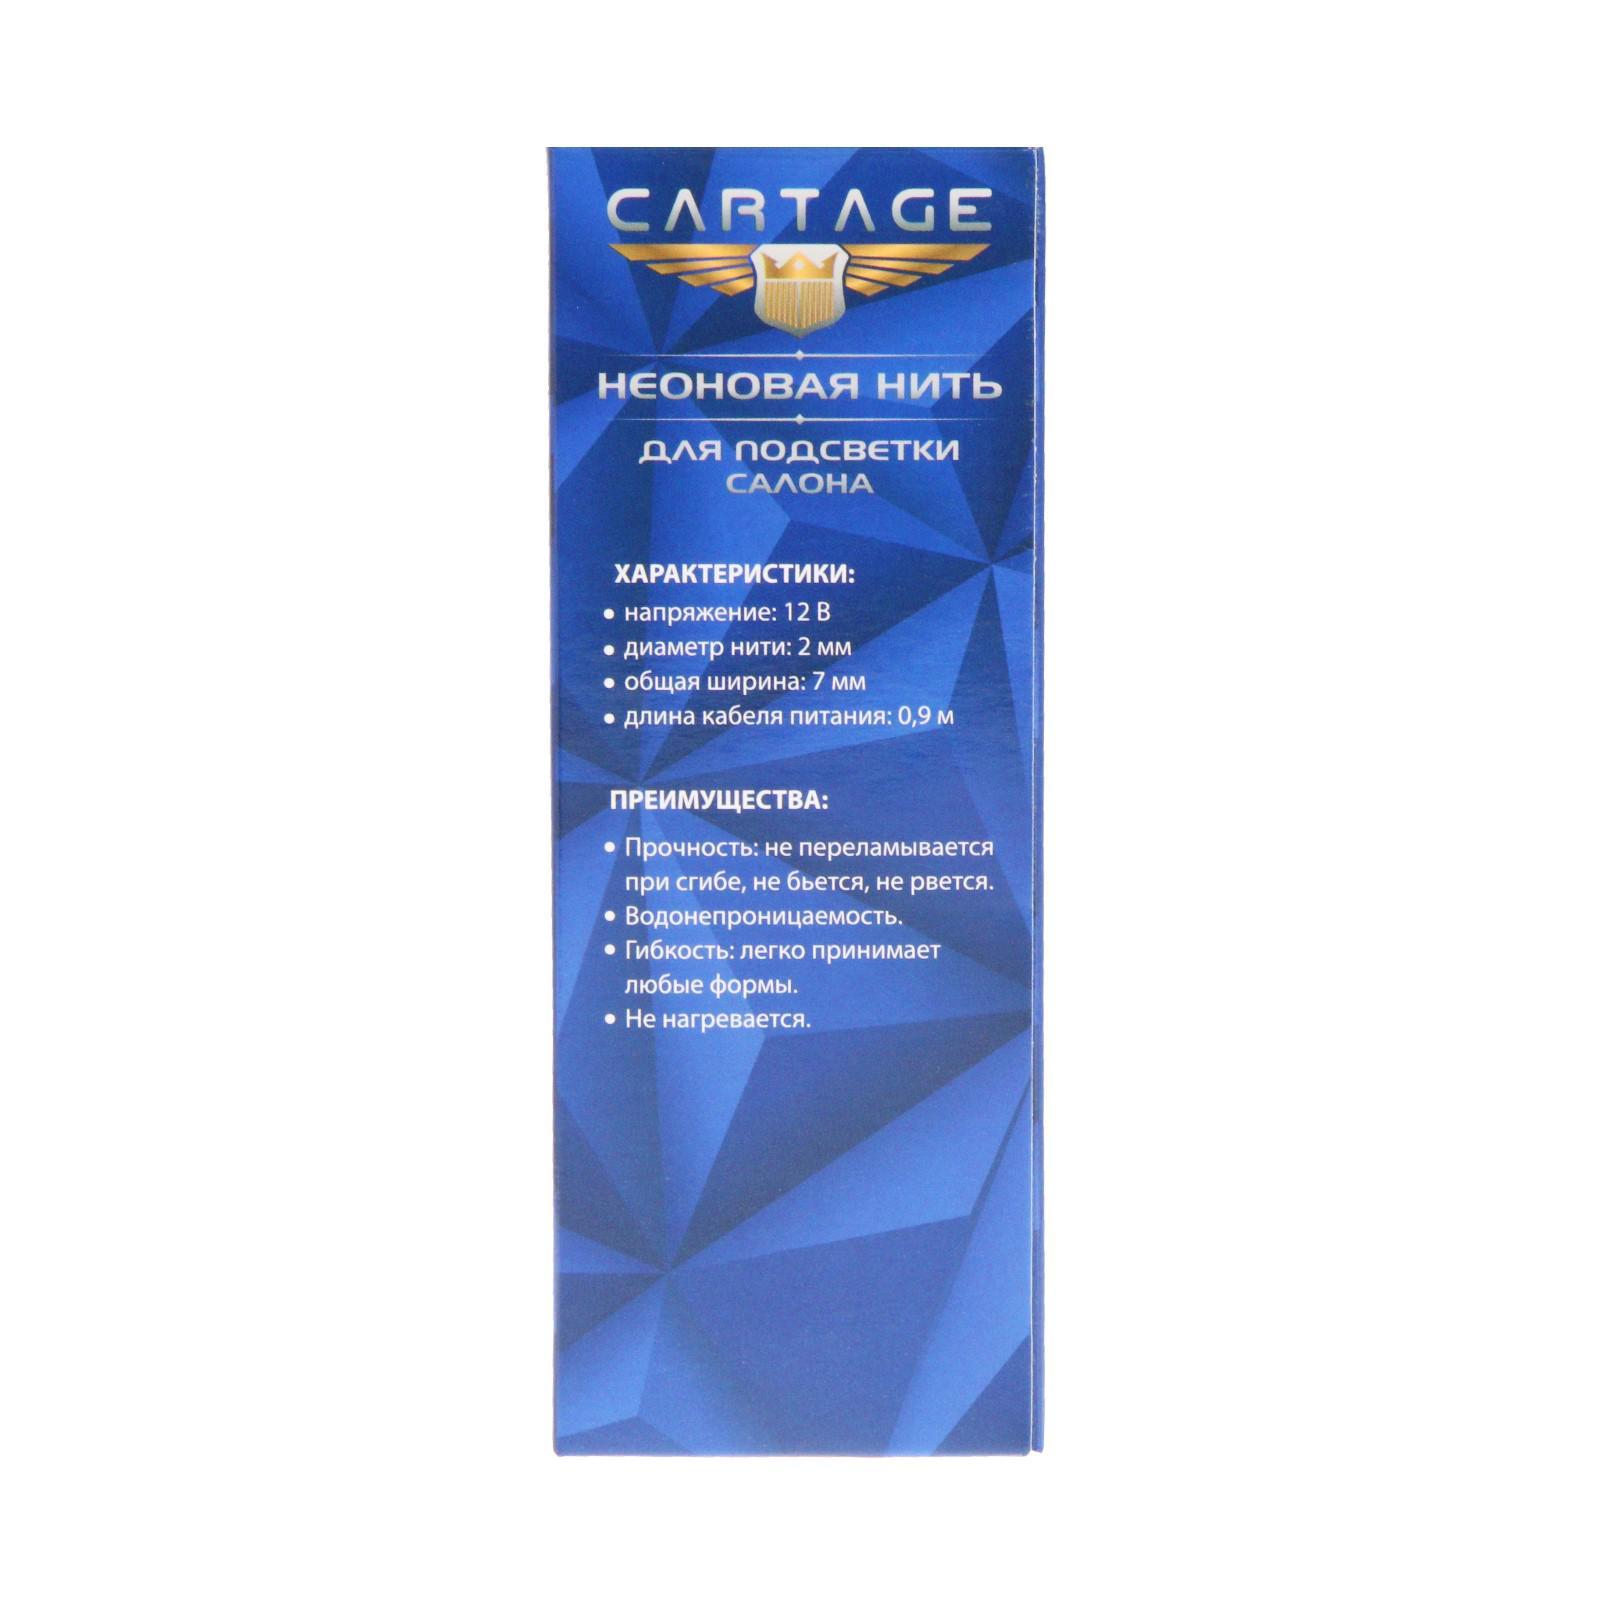 CARTAGE
НЕОНОВАЯ НИТЬ
ДЛЯ ПОДСВЕТКИ
САЛОНА
ХАРАКТЕРИСТИКИ:
• напряжение: 12 В
• диаметр нити: 2 мм
• общая ширина: 7 мм
• длина кабеля питания: 0,9 м
ПРЕИМУЩЕСТВА:
• Прочность: не переламывается
при сгибе, не бьется, не рвется.
• Водонепроницаемость.
• Гибкость: легко принимает
любые формы.
• Не нагревается.